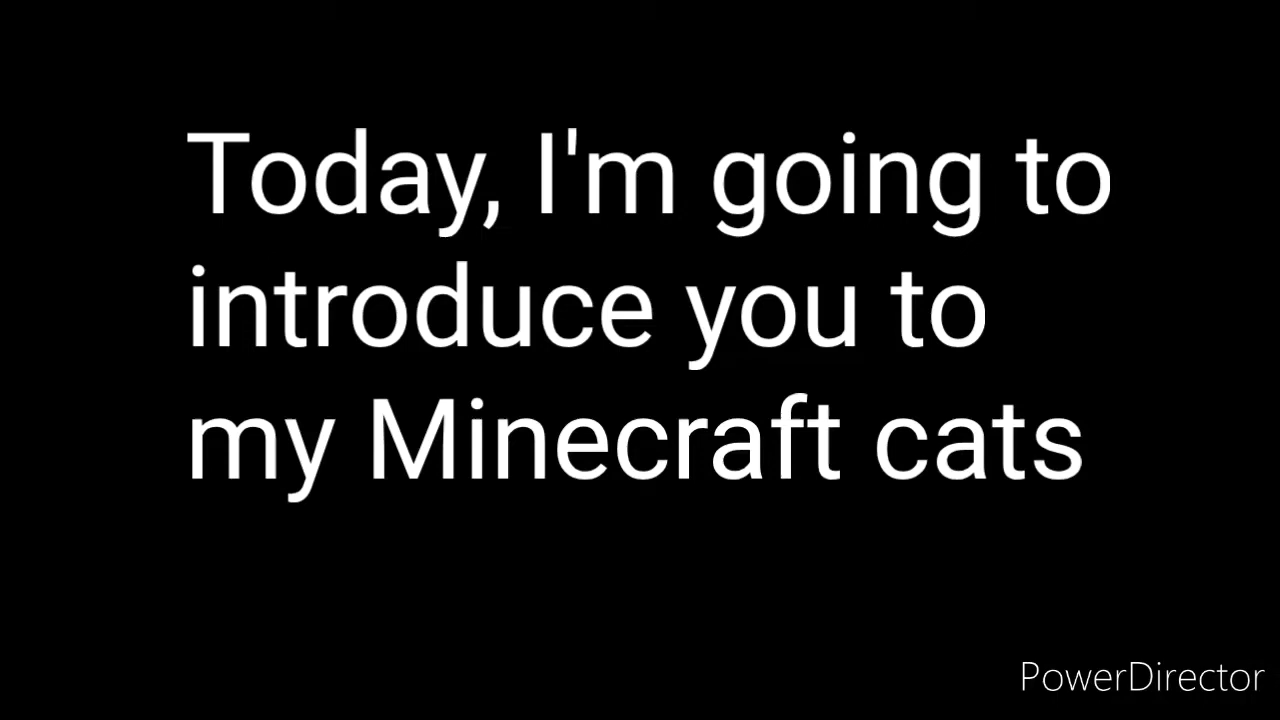 Today, I'm going to
introduce you to
my Minecraft cats
PowerDirector